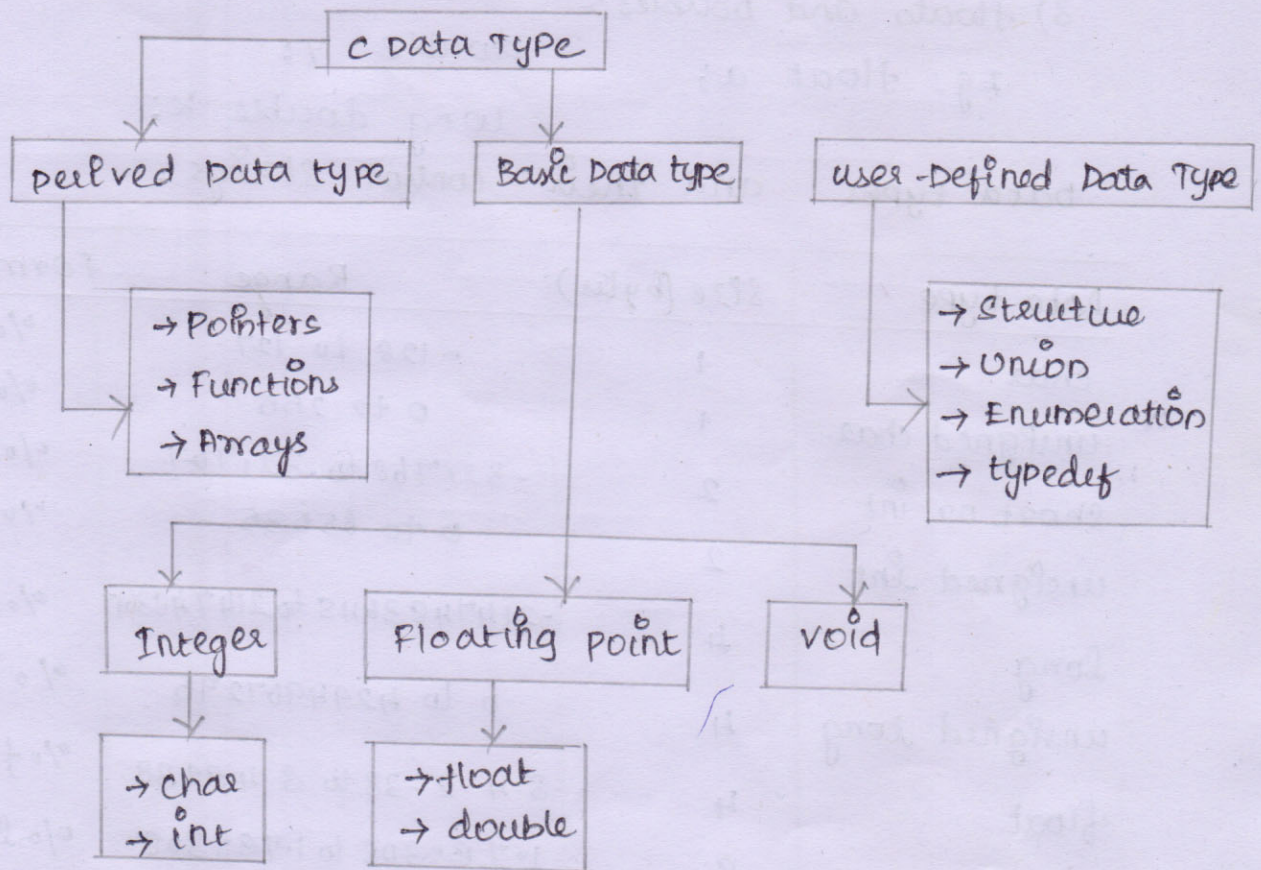 C Data Type
Derived Data type
Basic Data type
User-Defined Data Type
→ Pointers
→ Functions
→ Arrays
→ Structure
→ Union
→ Enumeration
→ typedef
Integer
Floating point
void
→ char
→ int
→ float
→ double